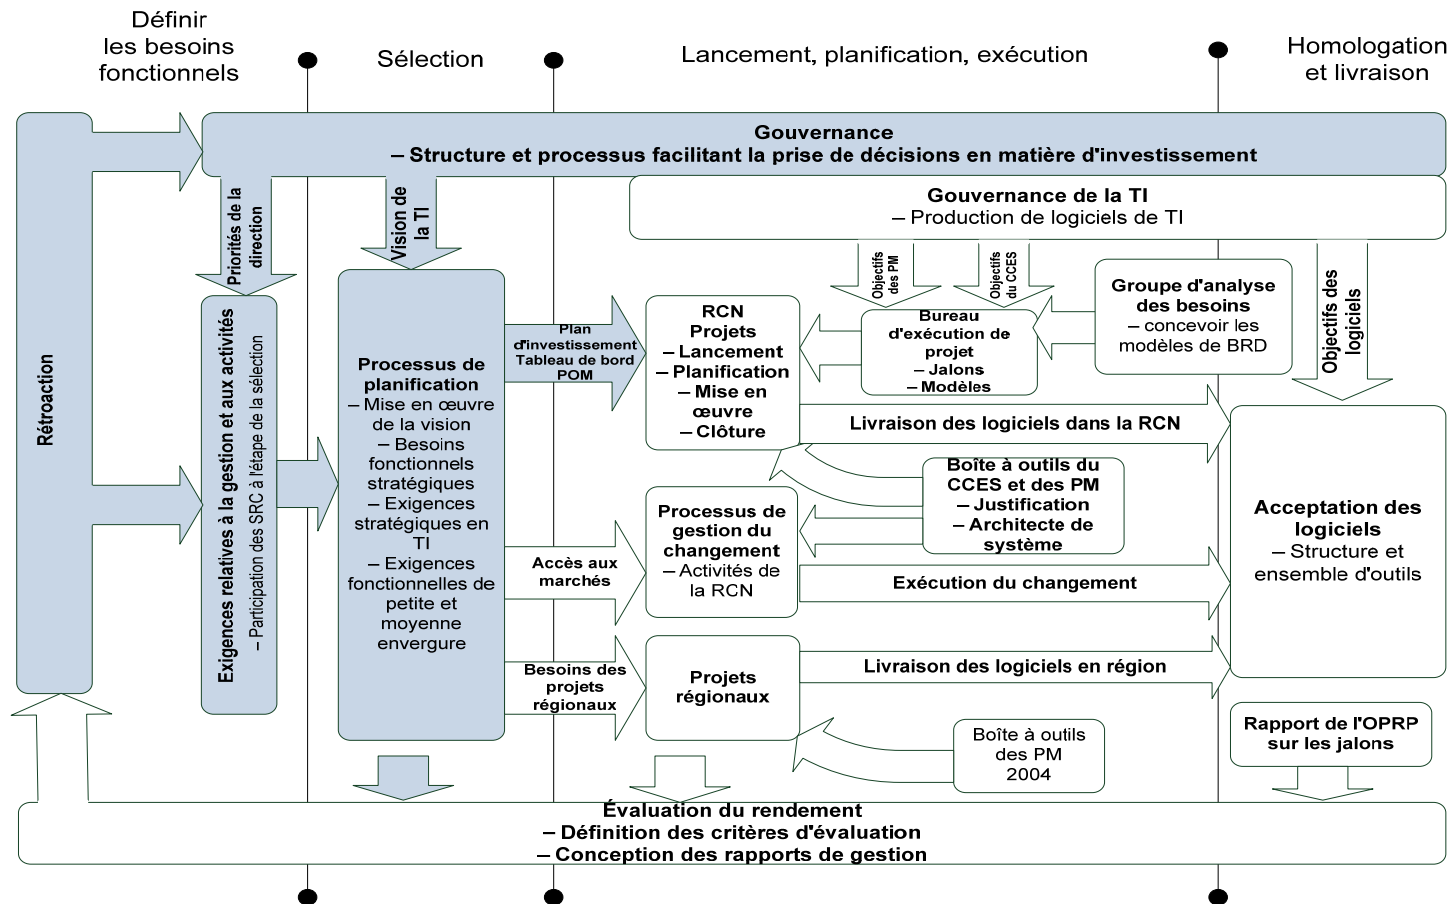 Définir
les besoins
fonctionnels
Sélection
Lancement, planification, exécution
Homologation
et livraison
Gouvernance
– Structure et processus facilitant la prise de décisions en matière d'investissement
Gouvernance de la TI
– Production de logiciels de TI
Rétroaction
Priorités de la
direction
Vision de
la TI
Objectifs
des PM
Objectifs
du CCES
Objectifs des
logiciels
Exigences relatives à la gestion et aux activités
– Participation des SRC à l'étape de la sélection
Processus de
planification
– Mise en œuvre
de la vision
– Besoins
fonctionnels
stratégiques
– Exigences
stratégiques en
TI
– Exigences
fonctionnelles de
petite et
moyenne
envergure
Plan
d'investissement
Tableau de bord
POM
RCN
Projets
– Lancement
– Planification
– Mise en
œuvre
– Clôture
Bureau
d'exécution de
projet
– Jalons
– Modèles
Groupe d'analyse
des besoins
– concevoir les
modèles de BRD
Livraison des logiciels dans la RCN
Boîte à outils du
CCES et des PM
– Justification
– Architecte de
système
Accès aux
marchés
Processus de
gestion du
changement
– Activités de
la RCN
Exécution du changement
Acceptation des
logiciels
– Structure et
ensemble d'outils
Besoins des
projets
régionaux
Projets
régionaux
Livraison des logiciels en région
Boîte à outils
des PM
2004
Rapport de l'OPRP
sur les jalons
Évaluation du rendement
– Définition des critères d'évaluation
– Conception des rapports de gestion